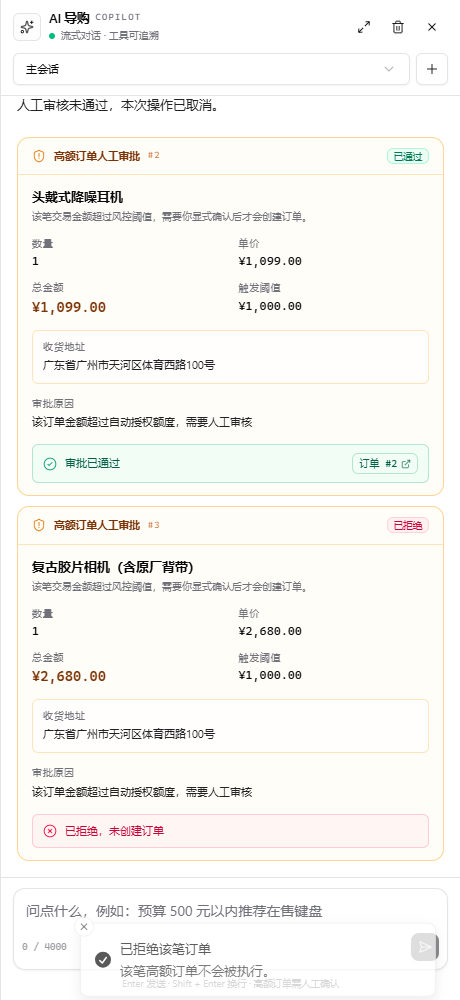 AI 导购 COPILOT
流式对话 · 工具可追溯
主会话
人工审核未通过，本次操作已取消。
高额订单人工审批 #2
已通过
头戴式降噪耳机
该笔交易金额超过风控阈值，需要你显式确认后才会创建订单。
数量
单价
1
¥1,099.00
总金额
触发阈值
¥1,099.00
¥1,000.00
收货地址
广东省广州市天河区体育西路100号
审批原因
该订单金额超过自动授权额度，需要人工审核
审批已通过
订单 #2
高额订单人工审批 #3
已拒绝
复古胶片相机（含原厂背带）
该笔交易金额超过风控阈值，需要你显式确认后才会创建订单。
数量
单价
1
¥2,680.00
总金额
触发阈值
¥2,680.00
¥1,000.00
收货地址
广东省广州市天河区体育西路100号
审批原因
该订单金额超过自动授权额度，需要人工审核
已拒绝，未创建订单
问点什么，例如：预算 500 元以内推荐在售键盘
0 / 4000
已拒绝该笔订单
该笔高额订单不会被执行。
Enter 发送 · Shift + Enter 换行 · 高额订单需人工确认